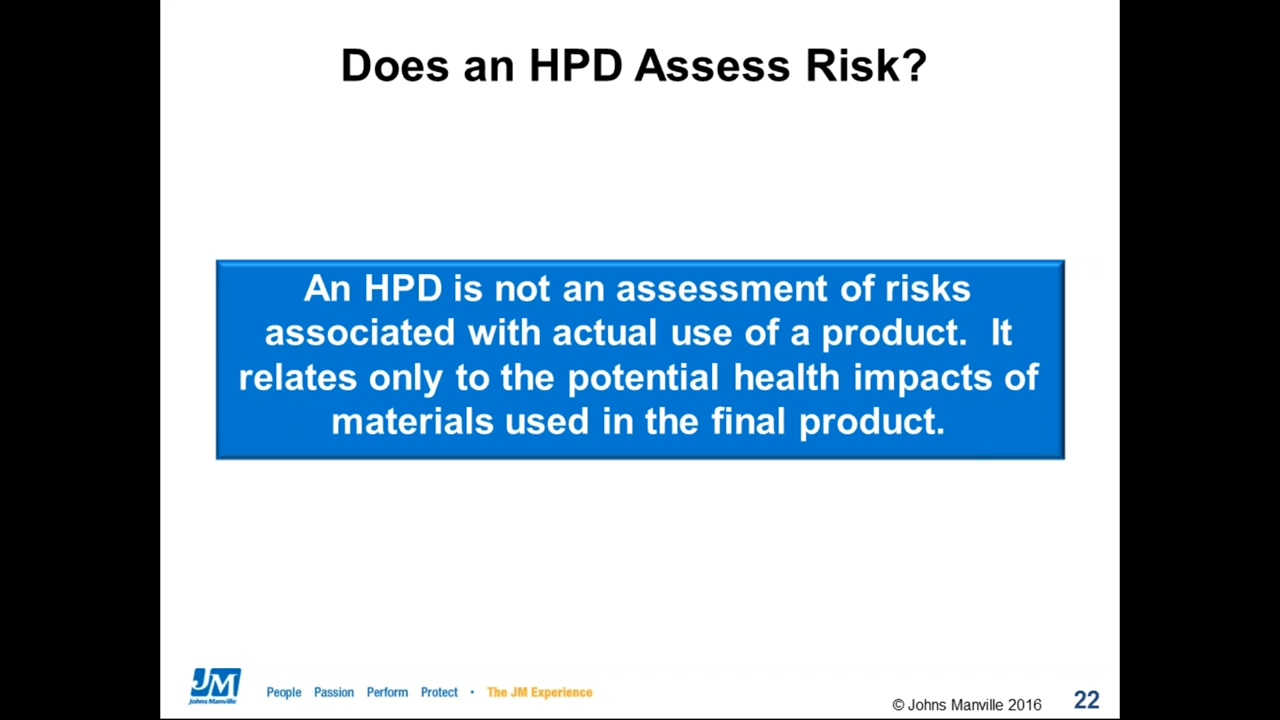 Does an HPD Assess Risk?
An HPD is not an assessment of risks
associated with actual use of a product.  It
relates only to the potential health impacts of
materials used in the final product.
JM
Johns Manville
People Passion Perform Protect • The JM Experience
© Johns Manville 2016
22